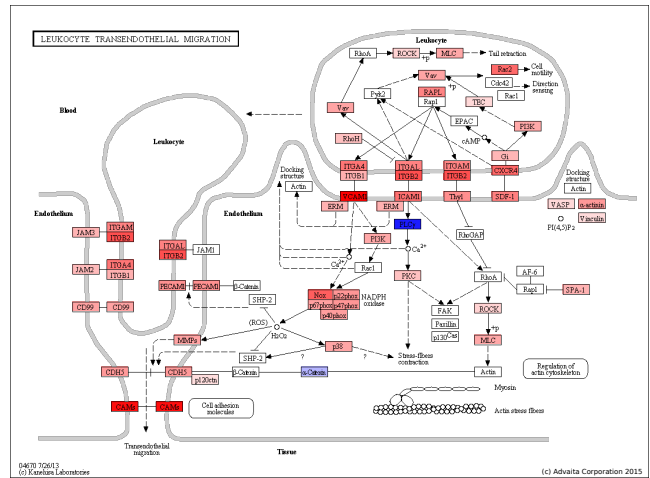 LEUKOCYTE TRANSENDOTHELIAL MIGRATION
Leukocyte
RhoA
ROCK
+p
MLC
Tail retraction
Vav
Rac2
Cell
motility
Cdc42
Direction
sensing
Rac1
Pyk2
RAPL
Rap1
+p
TEC
Vav
EPAC
cAMP
PI3K
RhoH
Gi
Blood
Leukocyte
ITGA4
ITGB1
ITGAL
ITGB2
ITGAM
ITGB2
CXCR4
Docking
structure
Actin
VCAM1
ICAM1
Thy1
SDF-1
ERM
ERM
Docking
structure
Actin
VASP
α-actinin
Vinculin
PI(4,5)P2
Endothelium
Endothelium
JAM3
ITGAM
ITGB2
ITGAL
ITGB2
JAM1
JAM2
ITGA4
ITGB1
PECAM1
PECAM1
β-Catenin
CD99
CD99
SHP-2
PLCγ
PI3K
Ca2+
Ca2+
Rac1
PKC
RhoGAP
RhoA
AF-6
Rap1
SPA-1
Nox
p22phox
p67phox
p47phox
p40phox
NADPH
oxidase
FAK
Paxillin
p130Cas
ROCK
+p
MLC
(ROS)
H2O2
MMPs
p38
SHP-2
?
?
Stress-fibers
contraction
CDH5
CDH5
p120ctn
β-Catenin
α-Catenin
Actin
Regulation of
actin cytoskeleton
Myosin
Actin stress fibers
CAMs
CAMs
Cell adhesion
molecules
Transendothelial
migration
Tissue
04670 7/26/13
(c) Kanehisa Laboratories
(c) Advaita Corporation 2015